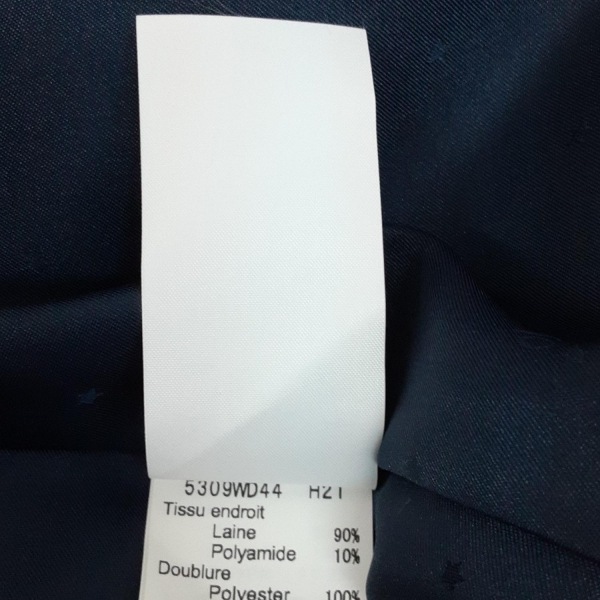 5309WD44 H21
Tissu endroit
Laine 90%
Polyamide 10%
Doublure
Polyester 100%